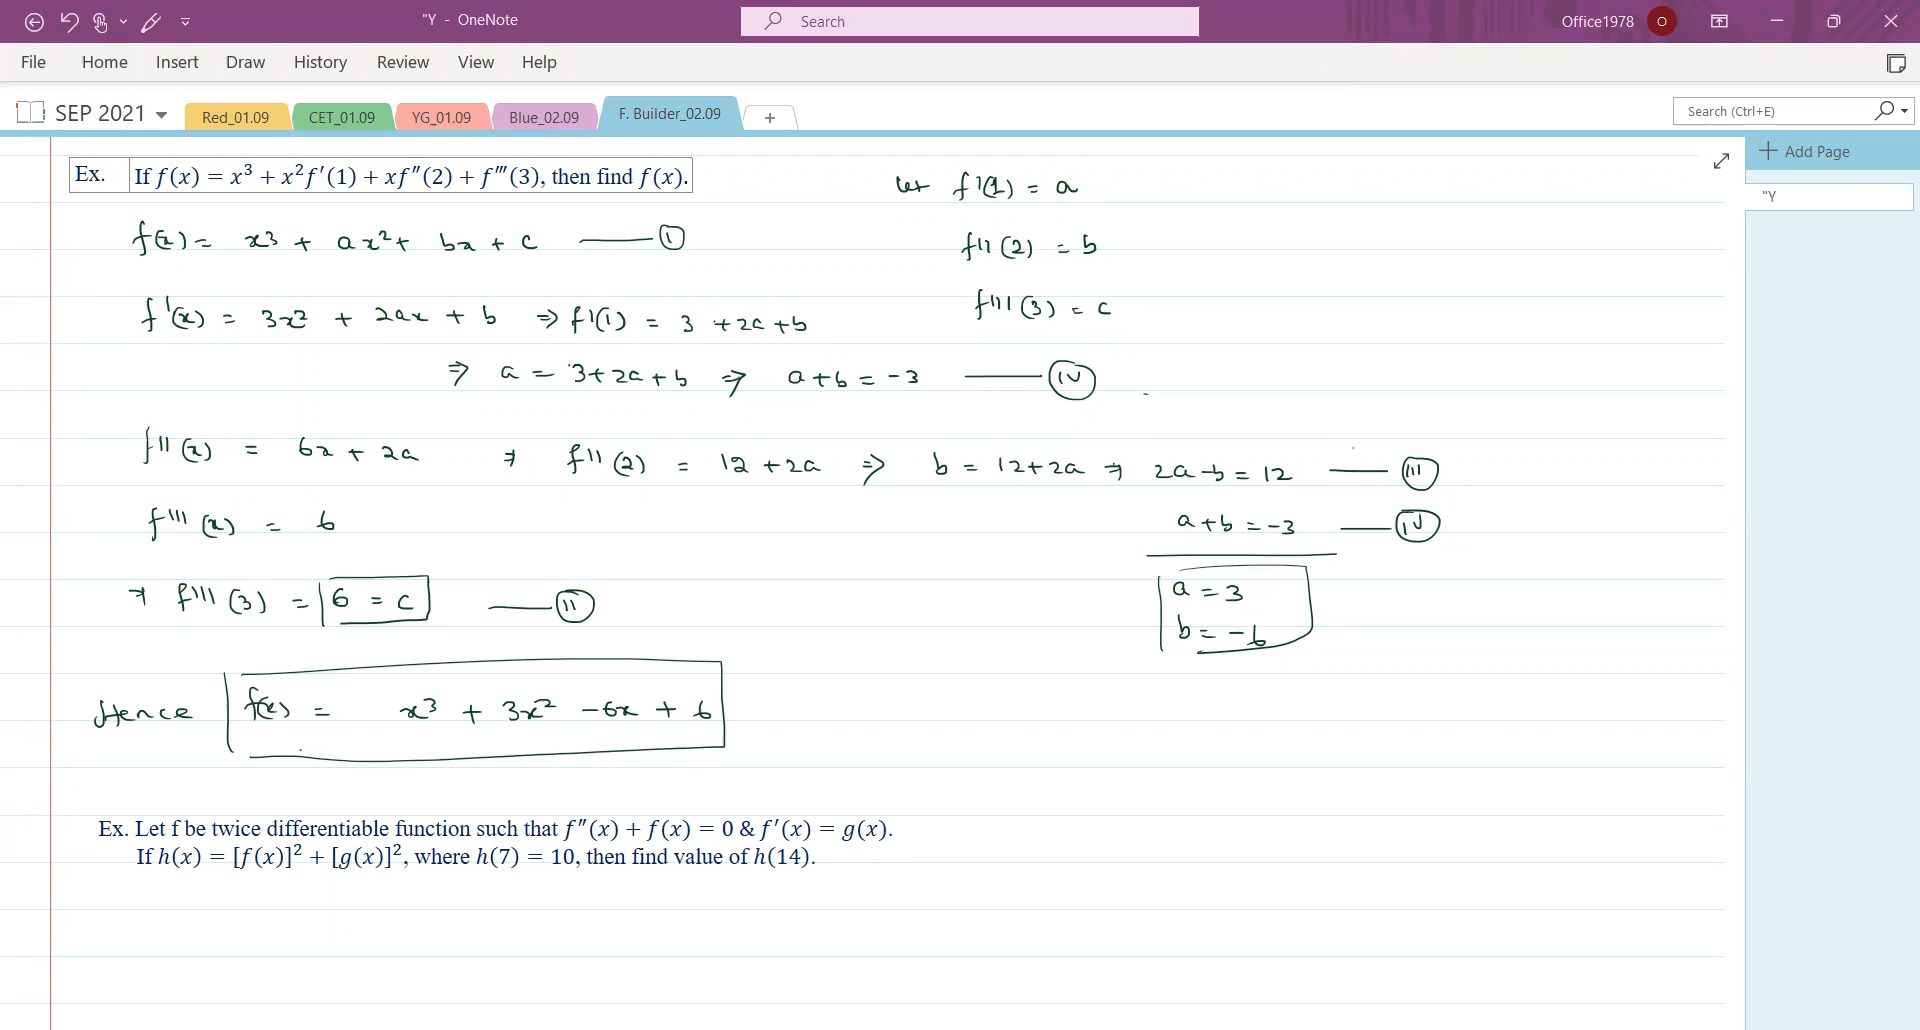 "Y - OneNote
Search
Office1978
O
File Home Insert Draw History Review View Help
SEP 2021
Red_01.09 CET_01.09 YG_01.09 Blue_02.09 F. Builder_02.09 +
Search (Ctrl+E)
+ Add Page
"Y
Ex. If f(x) = x³ + x²f′(1) + xf″(2) + f‴(3), then find f(x).
let f'(1) = a
f(x) = x³ + ax² + bx + c —— (I)
f''(2) = b
f'''(3) = c
f'(x) = 3x² + 2ax + b ⇒ f'(1) = 3 + 2a + b
⇒ a = 3 + 2a + b ⇒ a + b = -3 —— (IV)
f''(x) = 6x + 2a ⇒ f''(2) = 12 + 2a ⇒ b = 12 + 2a ⇒ 2a - b = 12 —— (III)
f'''(x) = 6
a + b = -3 —— (IV)
⇒ f'''(3) = 6 = c —— (II)
a = 3
b = -6
Hence f(x) = x³ + 3x² - 6x + 6
Ex. Let f be twice differentiable function such that f″(x) + f(x) = 0 & f′(x) = g(x).
If h(x) = [f(x)]² + [g(x)]², where h(7) = 10, then find value of h(14).